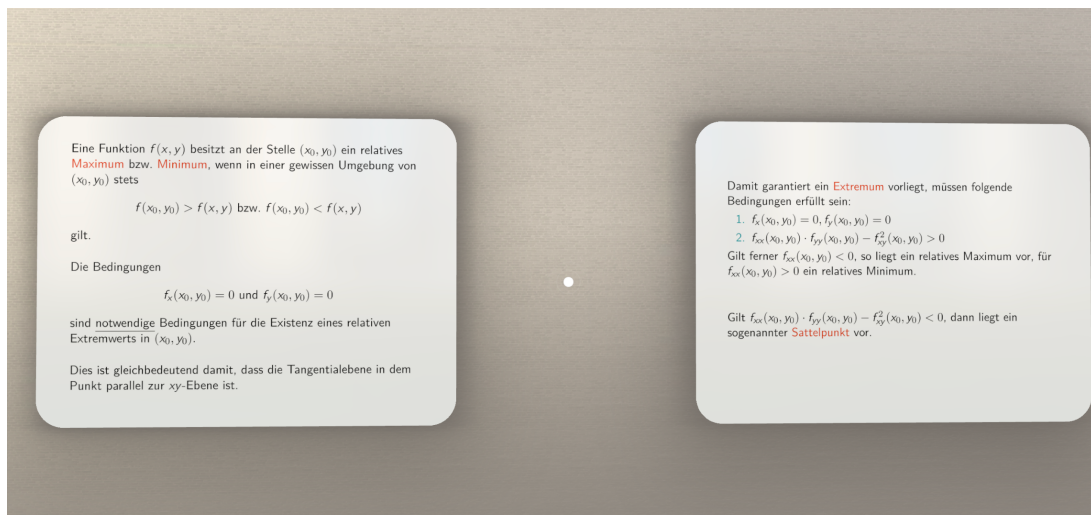 Eine Funktion f(x, y) besitzt an der Stelle (x₀, y₀) ein relatives
Maximum bzw. Minimum, wenn in einer gewissen Umgebung von
(x₀, y₀) stets
f(x₀, y₀) > f(x, y) bzw. f(x₀, y₀) < f(x, y)
gilt.
Die Bedingungen
fₓ(x₀, y₀) = 0 und f_y(x₀, y₀) = 0
sind notwendige Bedingungen für die Existenz eines relativen
Extremwerts in (x₀, y₀).
Dies ist gleichbedeutend damit, dass die Tangentialebene in dem
Punkt parallel zur xy-Ebene ist.
Damit garantiert ein Extremum vorliegt, müssen folgende
Bedingungen erfüllt sein:
1. fₓ(x₀, y₀) = 0, f_y(x₀, y₀) = 0
2. fₓₓ(x₀, y₀) · f_yy(x₀, y₀) − f²_xy(x₀, y₀) > 0
Gilt ferner fₓₓ(x₀, y₀) < 0, so liegt ein relatives Maximum vor, für
fₓₓ(x₀, y₀) > 0 ein relatives Minimum.
Gilt fₓₓ(x₀, y₀) · f_yy(x₀, y₀) − f²_xy(x₀, y₀) < 0, dann liegt ein
sogenannter Sattelpunkt vor.